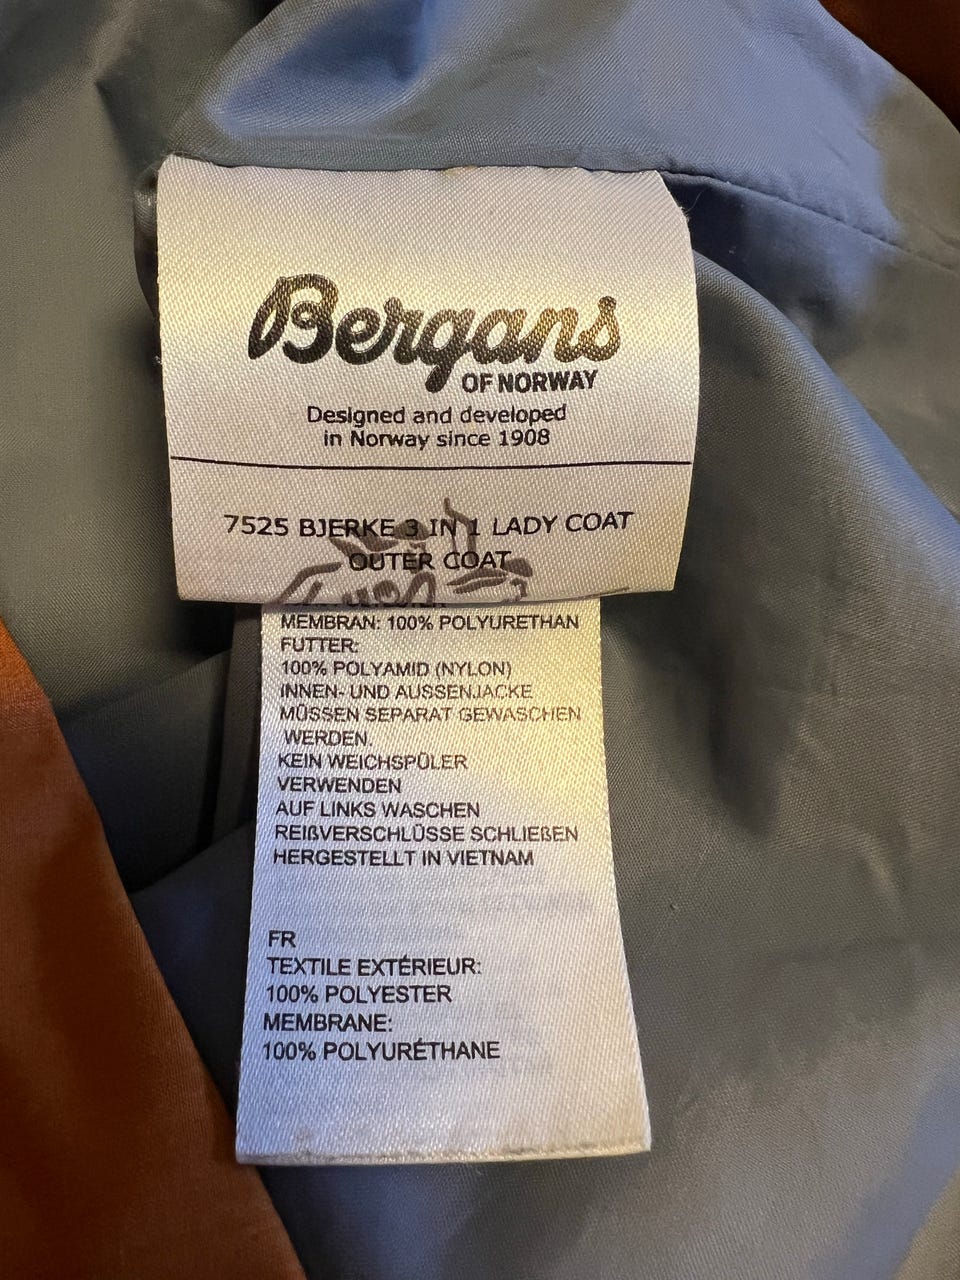 Bergans
OF NORWAY
Designed and developed
in Norway since 1908
7525 BJERKE 3 IN 1 LADY COAT
OUTER COAT
MEMBRAN: 100% POLYURETHAN
FUTTER:
100% POLYAMID (NYLON)
INNEN- UND AUSSENJACKE
MÜSSEN SEPARAT GEWASCHEN
WERDEN.
KEIN WEICHSPÜLER
VERWENDEN
AUF LINKS WASCHEN
REIßVERSCHLÜSSE SCHLIEßEN
HERGESTELLT IN VIETNAM
FR
TEXTILE EXTÉRIEUR:
100% POLYESTER
MEMBRANE:
100% POLYURÉTHANE